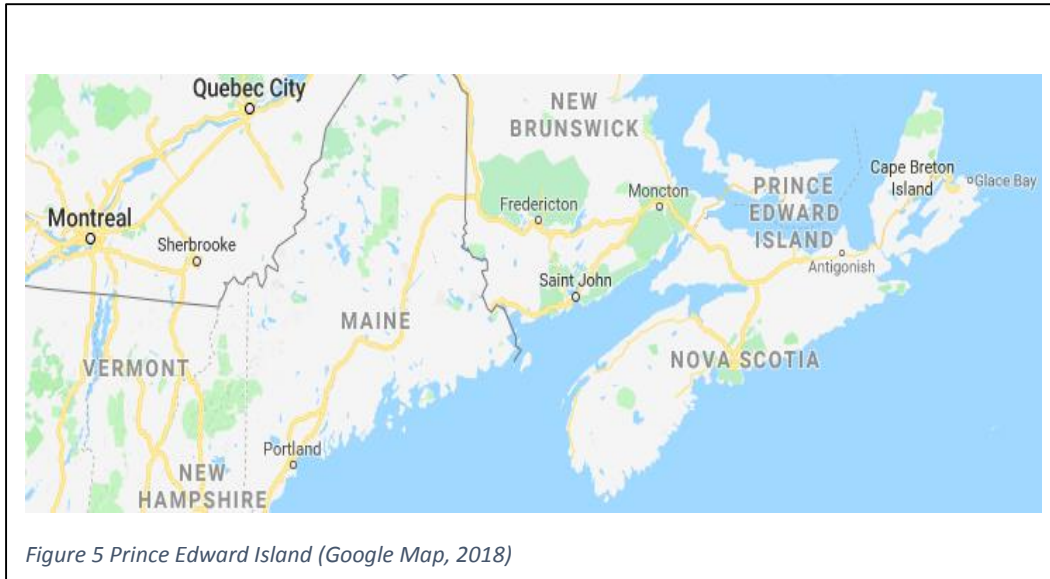 Quebec City
NEW
BRUNSWICK
Cape Breton
Island
Glace Bay
Moncton
PRINCE
EDWARD
ISLAND
Fredericton
Montreal
Sherbrooke
Antigonish
Saint John
MAINE
NOVA SCOTIA
VERMONT
Portland
NEW
HAMPSHIRE
Figure 5 Prince Edward Island (Google Map, 2018)